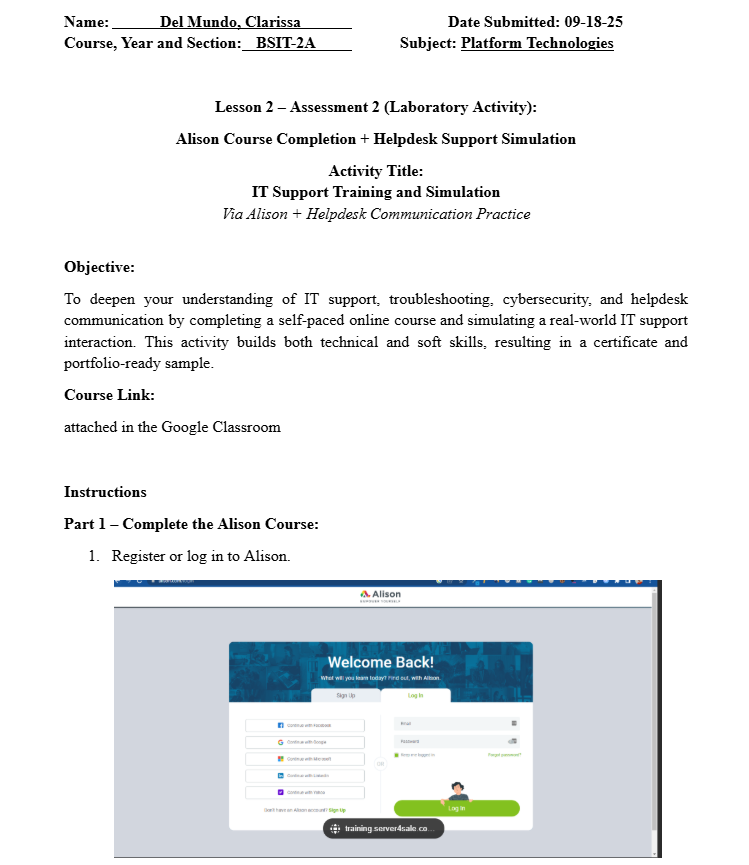 Name: Del Mundo, Clarissa Date Submitted: 09-18-25
Course, Year and Section: BSIT-2A Subject: Platform Technologies
Lesson 2 – Assessment 2 (Laboratory Activity):
Alison Course Completion + Helpdesk Support Simulation
Activity Title:
IT Support Training and Simulation
Via Alison + Helpdesk Communication Practice
Objective:
To deepen your understanding of IT support, troubleshooting, cybersecurity, and helpdesk
communication by completing a self-paced online course and simulating a real-world IT support
interaction. This activity builds both technical and soft skills, resulting in a certificate and
portfolio-ready sample.
Course Link:
attached in the Google Classroom
Instructions
Part 1 – Complete the Alison Course:
1. Register or log in to Alison.
Alison
Welcome Back!
What will you learn today? Find out, with Alison.
Sign Up Log In
Continue with Facebook
Email
Continue with Google
Password
Continue with Microsoft
Forgot password?
OR
Continue with LinkedIn
Continue with Yahoo
Don't have an Alison account? Sign Up
Log In
training.server4sale.co...